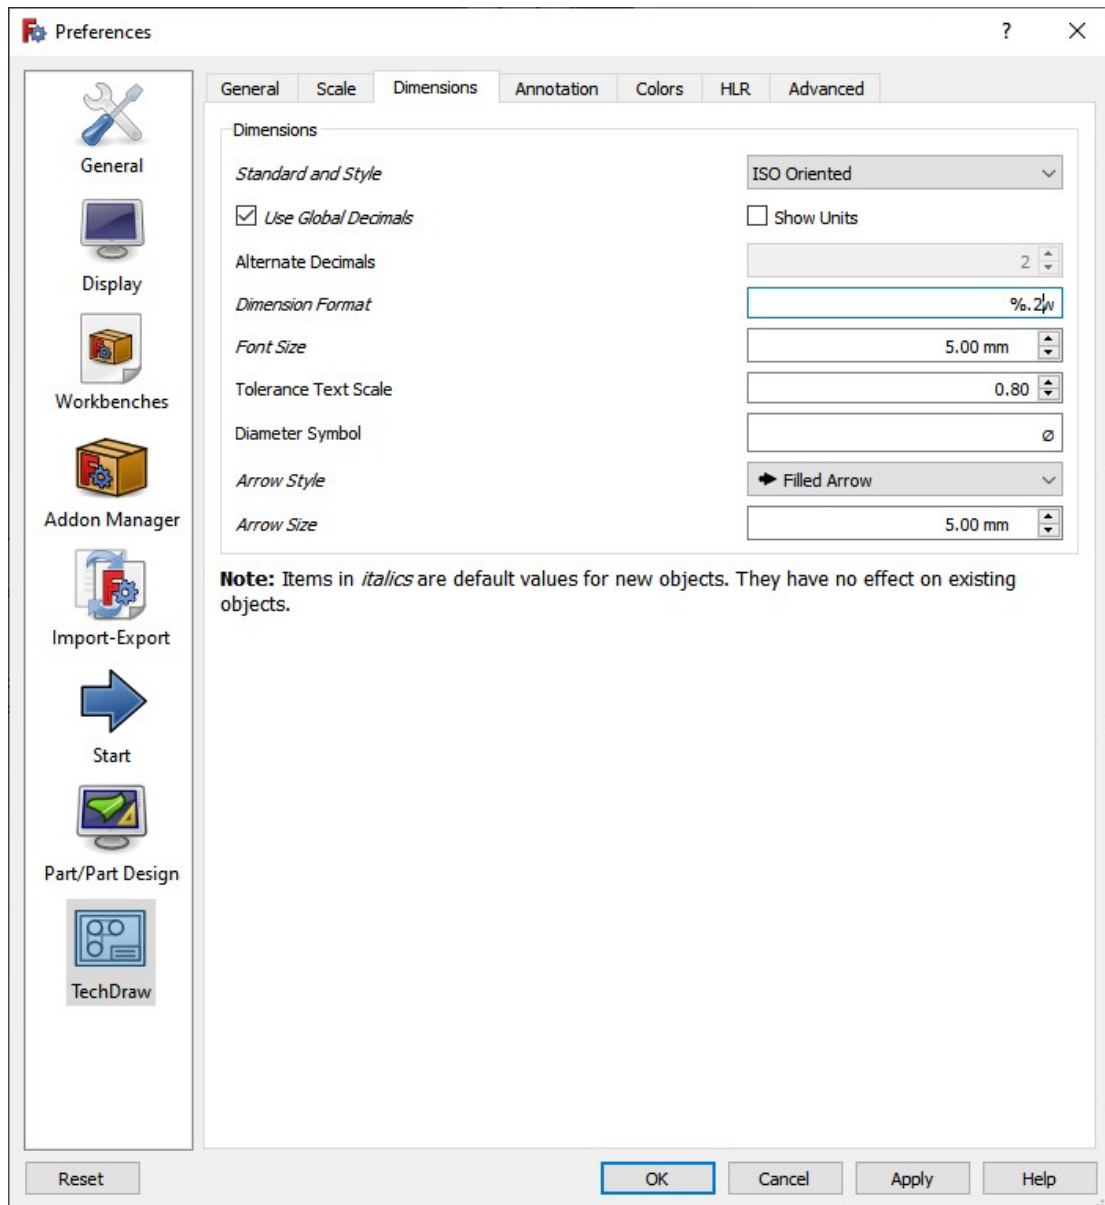 Preferences
?
General
Display
Workbenches
Addon Manager
Import-Export
Start
Part/Part Design
TechDraw
General Scale Dimensions Annotation Colors HLR Advanced
Dimensions
Standard and Style ISO Oriented
Use Global Decimals Show Units
Alternate Decimals 2
Dimension Format %.2w
Font Size 5.00 mm
Tolerance Text Scale 0.80
Diameter Symbol ⌀
Arrow Style Filled Arrow
Arrow Size 5.00 mm
Note: Items in italics are default values for new objects. They have no effect on existing
objects.
Reset OK Cancel Apply Help